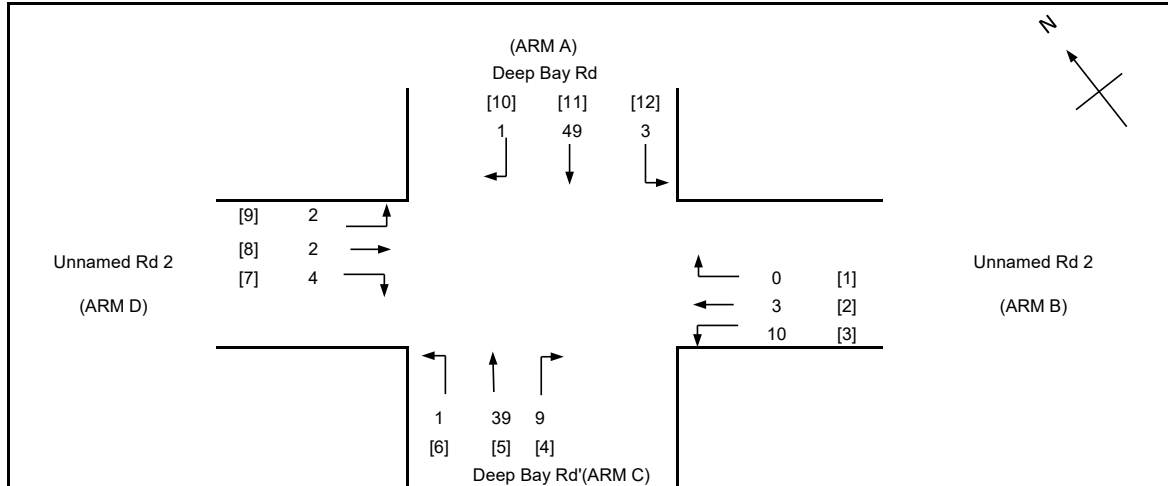 N
(ARM A)
Deep Bay Rd
[10] [11] [12]
1 49 3
[9] 2
[8] 2
[7] 4
Unnamed Rd 2
(ARM D)
0 [1]
3 [2]
10 [3]
Unnamed Rd 2
(ARM B)
1 39 9
[6] [5] [4]
Deep Bay Rd'(ARM C)